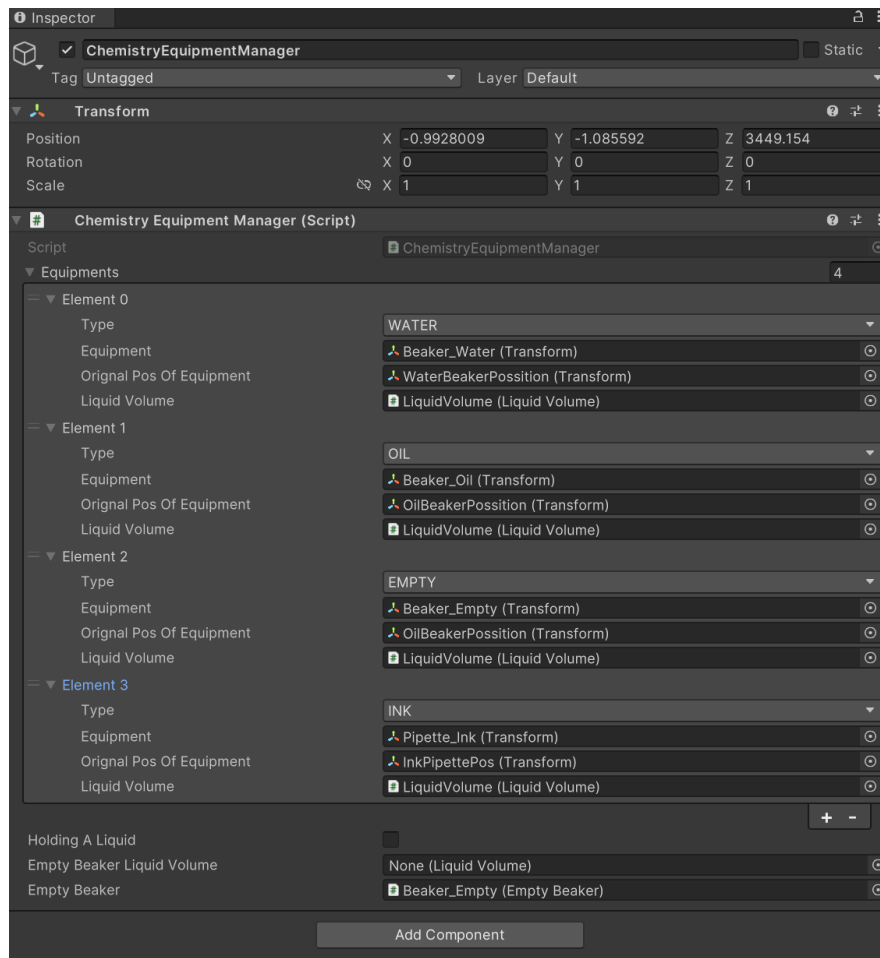 Inspector
ChemistryEquipmentManager Static
Tag Untagged Layer Default
Transform
Position X -0.9928009 Y -1.085592 Z 3449.154
Rotation X 0 Y 0 Z 0
Scale X 1 Y 1 Z 1
# Chemistry Equipment Manager (Script)
Script # ChemistryEquipmentManager
Equipments 4
Element 0
Type WATER
Equipment Beaker_Water (Transform)
Orignal Pos Of Equipment WaterBeakerPossition (Transform)
Liquid Volume # LiquidVolume (Liquid Volume)
Element 1
Type OIL
Equipment Beaker_Oil (Transform)
Orignal Pos Of Equipment OilBeakerPossition (Transform)
Liquid Volume # LiquidVolume (Liquid Volume)
Element 2
Type EMPTY
Equipment Beaker_Empty (Transform)
Orignal Pos Of Equipment OilBeakerPossition (Transform)
Liquid Volume # LiquidVolume (Liquid Volume)
Element 3
Type INK
Equipment Pipette_Ink (Transform)
Orignal Pos Of Equipment InkPipettePos (Transform)
Liquid Volume # LiquidVolume (Liquid Volume)
+ -
Holding A Liquid
Empty Beaker Liquid Volume None (Liquid Volume)
Empty Beaker # Beaker_Empty (Empty Beaker)
Add Component